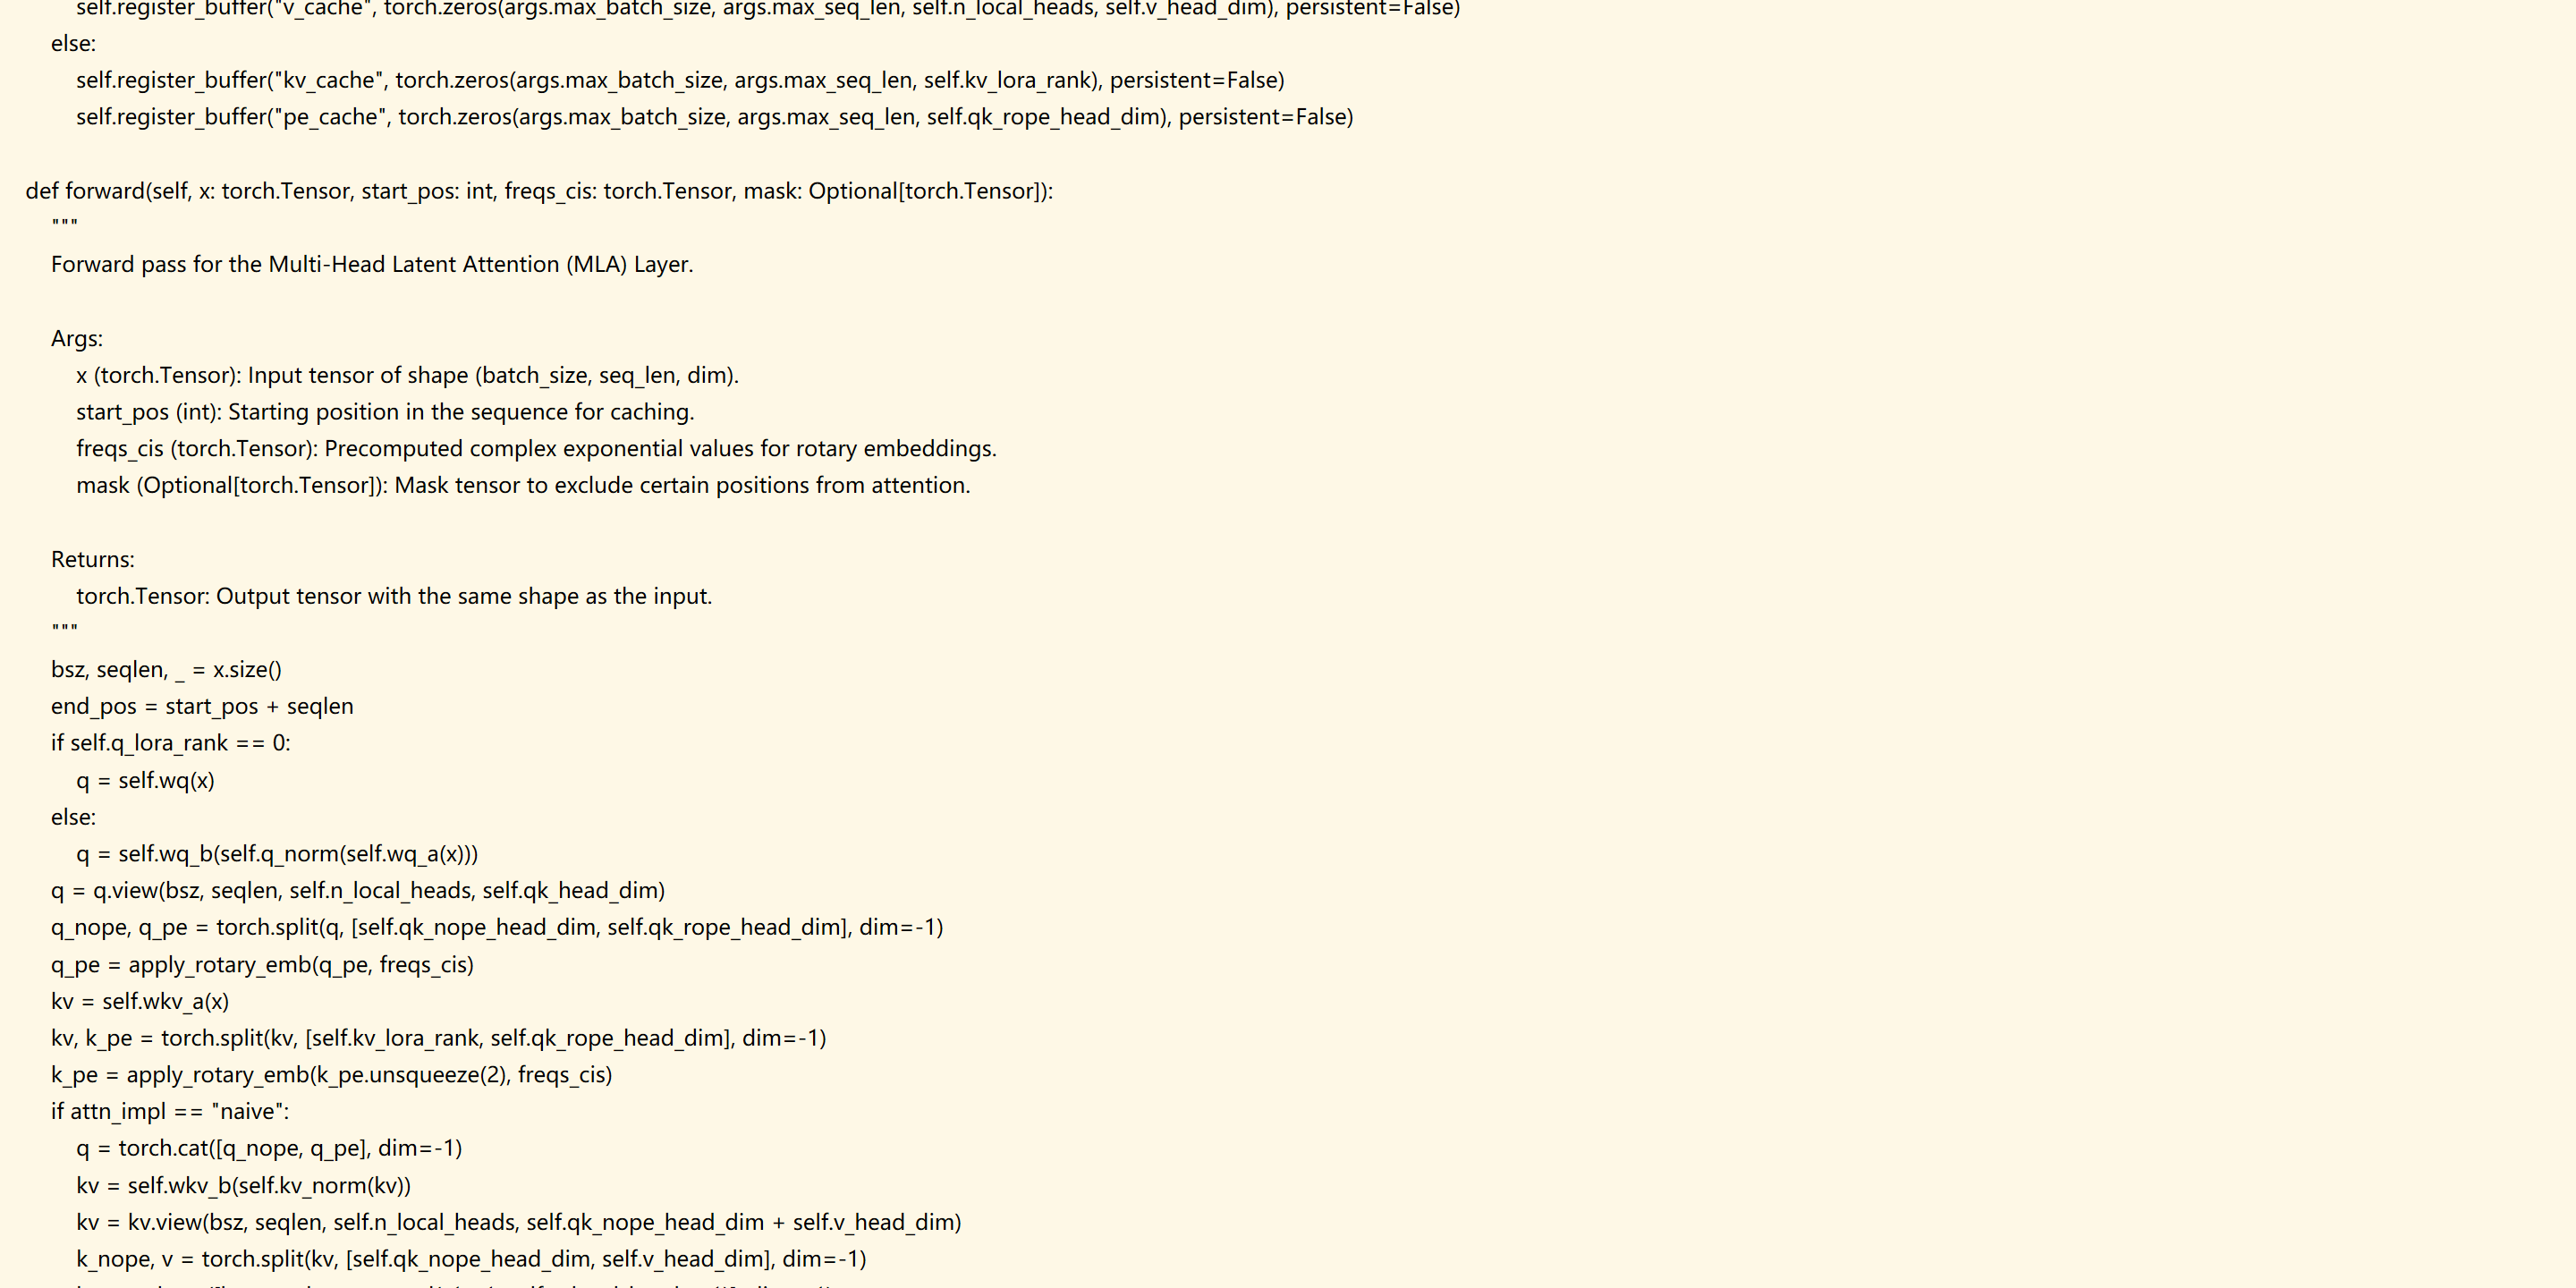 self.register_buffer("v_cache", torch.zeros(args.max_batch_size, args.max_seq_len, self.n_local_heads, self.v_head_dim), persistent=False)
else:
self.register_buffer("kv_cache", torch.zeros(args.max_batch_size, args.max_seq_len, self.kv_lora_rank), persistent=False)
self.register_buffer("pe_cache", torch.zeros(args.max_batch_size, args.max_seq_len, self.qk_rope_head_dim), persistent=False)
def forward(self, x: torch.Tensor, start_pos: int, freqs_cis: torch.Tensor, mask: Optional[torch.Tensor]):
"""
Forward pass for the Multi-Head Latent Attention (MLA) Layer.
Args:
x (torch.Tensor): Input tensor of shape (batch_size, seq_len, dim).
start_pos (int): Starting position in the sequence for caching.
freqs_cis (torch.Tensor): Precomputed complex exponential values for rotary embeddings.
mask (Optional[torch.Tensor]): Mask tensor to exclude certain positions from attention.
Returns:
torch.Tensor: Output tensor with the same shape as the input.
"""
bsz, seqlen, _ = x.size()
end_pos = start_pos + seqlen
if self.q_lora_rank == 0:
q = self.wq(x)
else:
q = self.wq_b(self.q_norm(self.wq_a(x)))
q = q.view(bsz, seqlen, self.n_local_heads, self.qk_head_dim)
q_nope, q_pe = torch.split(q, [self.qk_nope_head_dim, self.qk_rope_head_dim], dim=-1)
q_pe = apply_rotary_emb(q_pe, freqs_cis)
kv = self.wkv_a(x)
kv, k_pe = torch.split(kv, [self.kv_lora_rank, self.qk_rope_head_dim], dim=-1)
k_pe = apply_rotary_emb(k_pe.unsqueeze(2), freqs_cis)
if attn_impl == "naive":
q = torch.cat([q_nope, q_pe], dim=-1)
kv = self.wkv_b(self.kv_norm(kv))
kv = kv.view(bsz, seqlen, self.n_local_heads, self.qk_nope_head_dim + self.v_head_dim)
k_nope, v = torch.split(kv, [self.qk_nope_head_dim, self.v_head_dim], dim=-1)